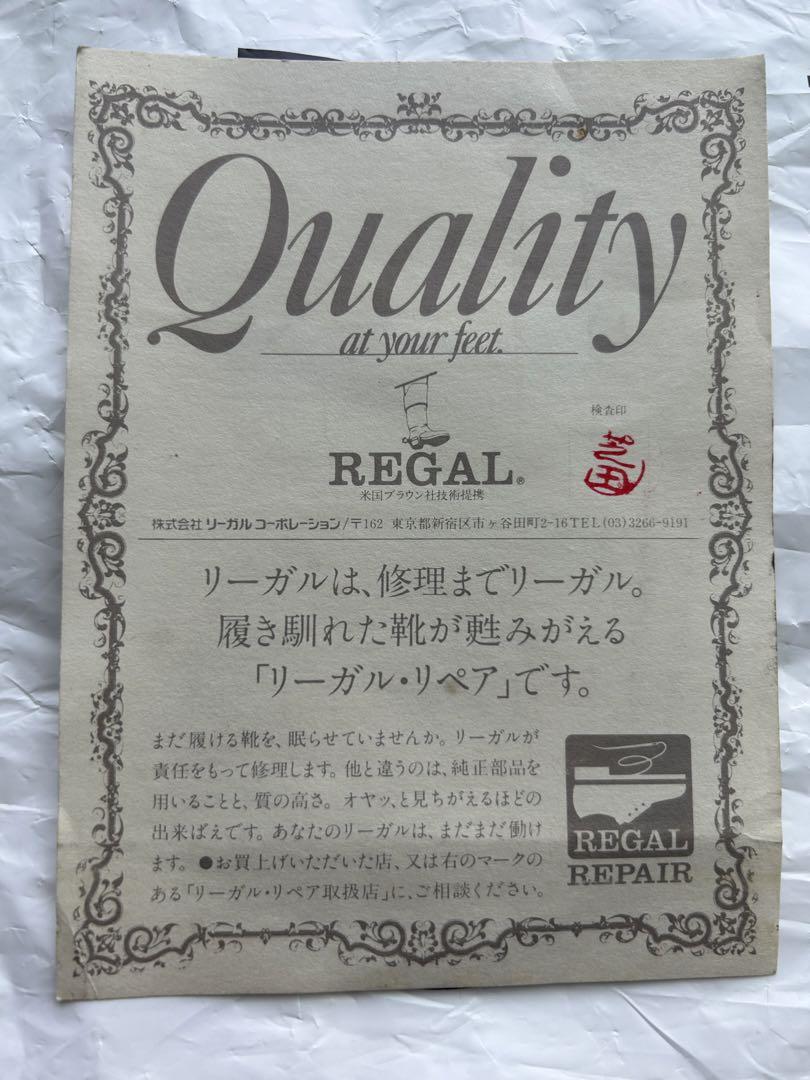 Quality
at your feet.
検査印
REGAL®
米国ブラウン社技術提携
株式会社 リーガル コーポレーション/〒162 東京都新宿区市ヶ谷田町2-16TEL(03)3266-9191
リーガルは、修理までリーガル。
履き馴れた靴が甦みがえる
「リーガル・リペア」です。
まだ履ける靴を、眠らせていませんか。リーガルが
責任をもって修理します。他と違うのは、純正部品を
用いることと、質の高さ。オヤッ、と見ちがえるほどの
出来ばえです。あなたのリーガルは、まだまだ働け
ます。●お買上げいただいた店、又は右のマークの
ある「リーガル・リペア取扱店」に、ご相談ください。
REGAL
REPAIR